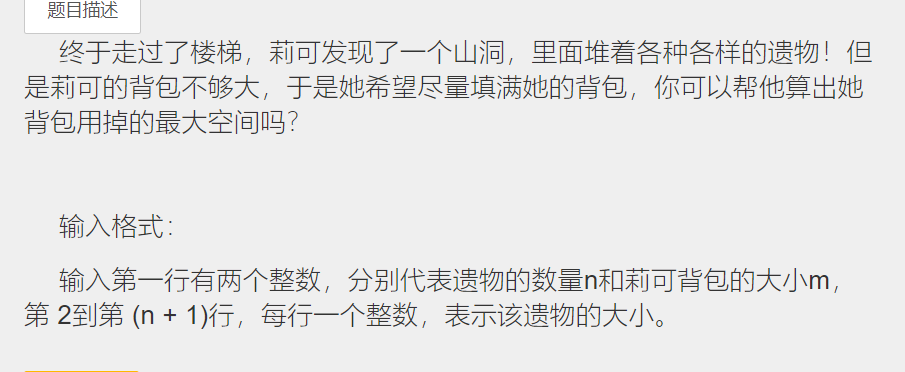 题目描述
终于走过了楼梯，莉可发现了一个山洞，里面堆着各种各样的遗物！但
是莉可的背包不够大，于是她希望尽量填满她的背包，你可以帮他算出她
背包用掉的最大空间吗？
输入格式：
输入第一行有两个整数，分别代表遗物的数量n和莉可背包的大小m，
第 2到第 (n + 1)行，每行一个整数，表示该遗物的大小。